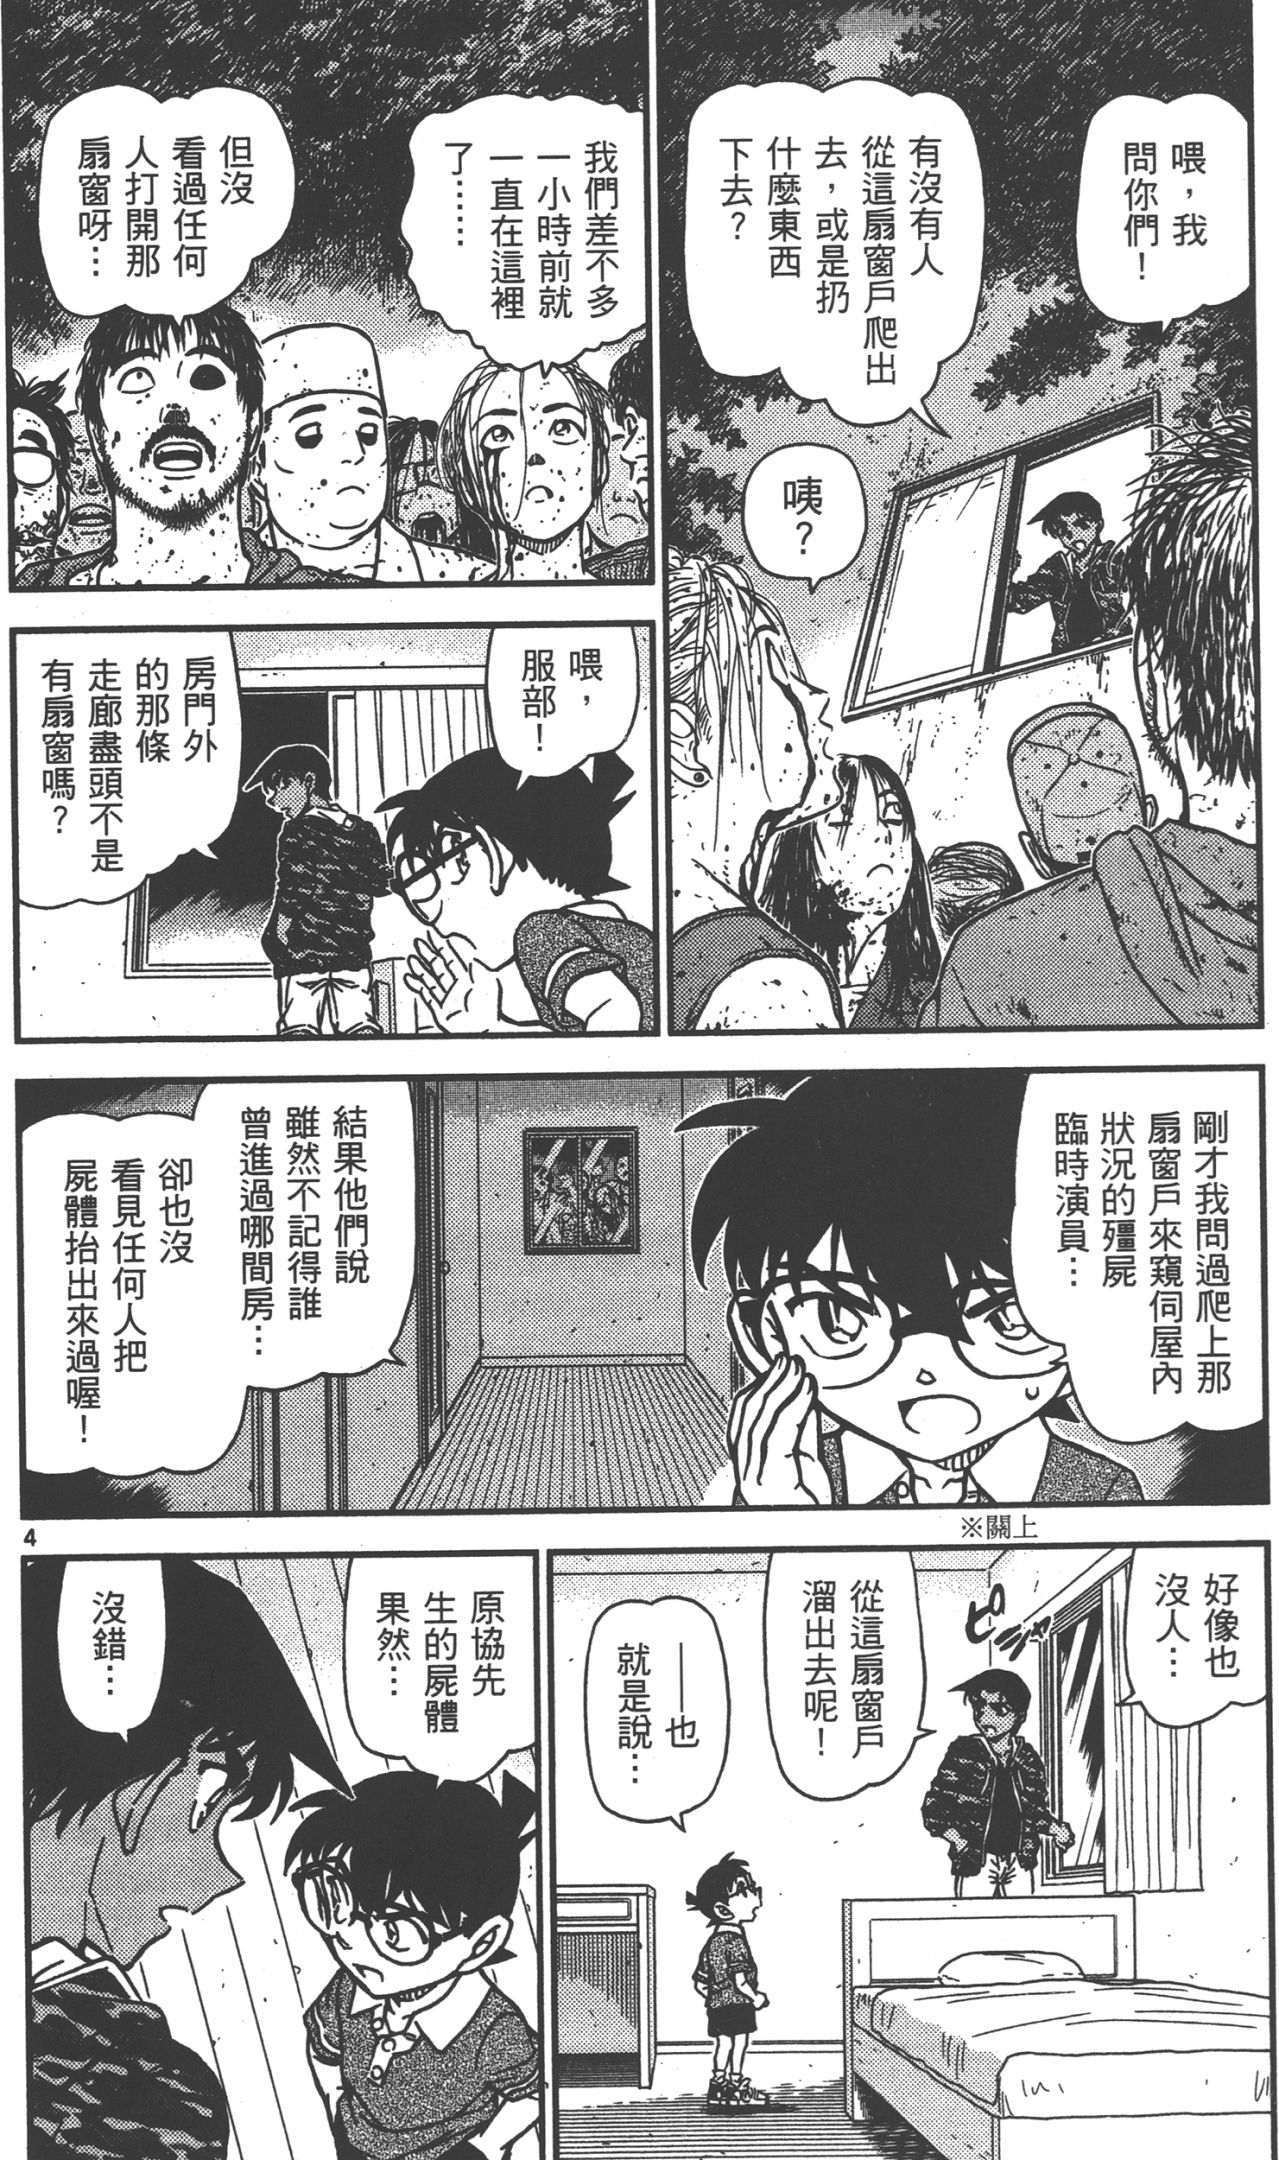 喂，我
問你們！
有沒有人
從這扇窗戶爬出
去，或是扔
什麼東西
下去？
咦？
我們差不多
一小時前就
一直在這裡
了……
但沒
看過任何
人打開那
扇窗呀…
喂，
服部！
房門外
的那條
走廊盡頭不是
有扇窗嗎？
剛才我問過爬上那
扇窗戶來窺伺屋內
狀況的殭屍
臨時演員…
結果他們說
雖然不記得誰
曾進過哪間房…
卻也沒
看見任何人把
屍體抬出來過喔！
4
※關上
好像也
沒人…
ピシャッ
從這扇窗戶
溜出去呢！
——也
就是說…
原協先
生的屍體
果然…
沒錯…